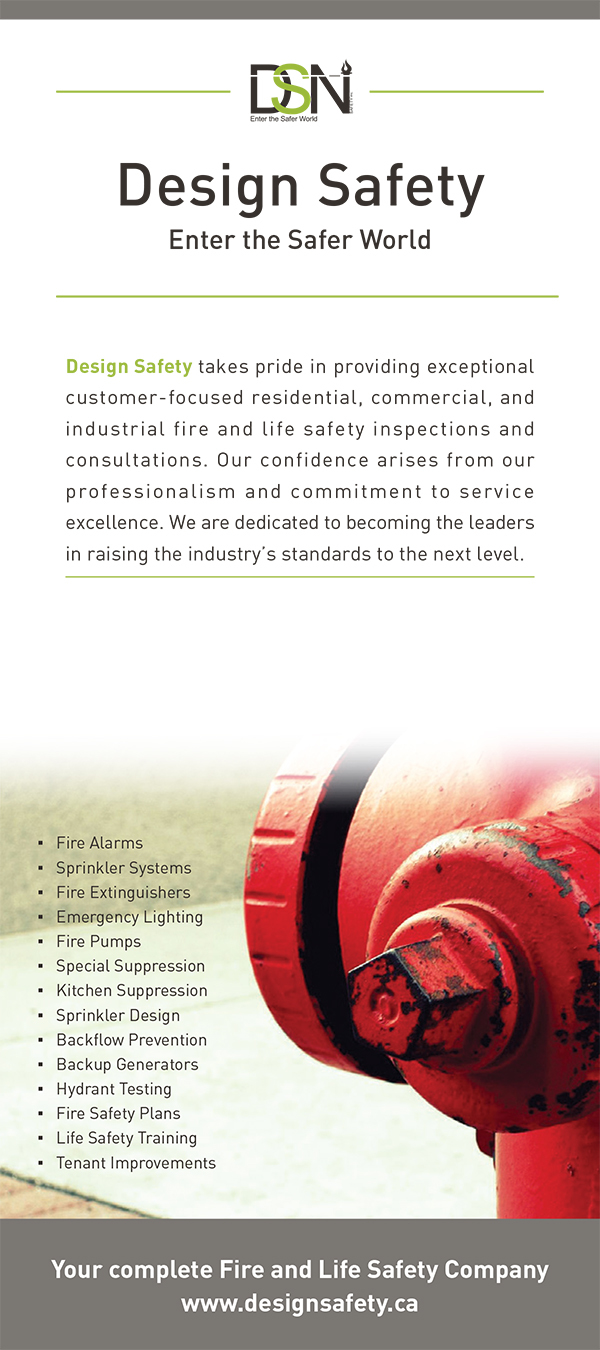 DSN
Enter the Safer World
Design Safety
Enter the Safer World
Design Safety takes pride in providing exceptional
customer-focused residential, commercial, and
industrial fire and life safety inspections and
consultations. Our confidence arises from our
professionalism and commitment to service
excellence. We are dedicated to becoming the leaders
in raising the industry’s standards to the next level.
▪ Fire Alarms
▪ Sprinkler Systems
▪ Fire Extinguishers
▪ Emergency Lighting
▪ Fire Pumps
▪ Special Suppression
▪ Kitchen Suppression
▪ Sprinkler Design
▪ Backflow Prevention
▪ Backup Generators
▪ Hydrant Testing
▪ Fire Safety Plans
▪ Life Safety Training
▪ Tenant Improvements
Your complete Fire and Life Safety Company
www.designsafety.ca